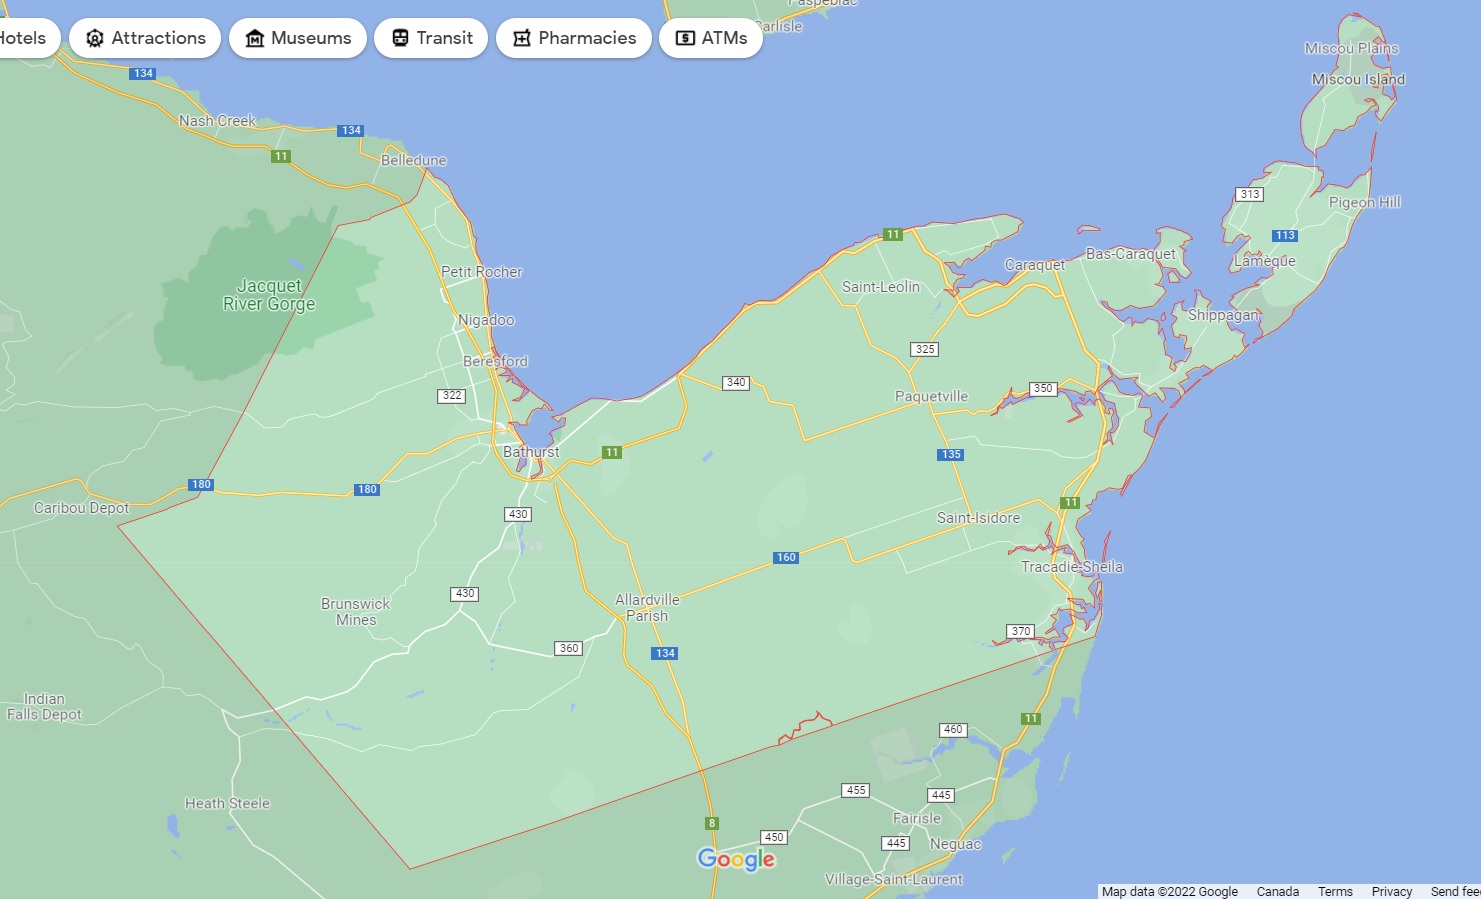 Paspébiac
Carlisle
Hotels
Attractions
Museums
Transit
Pharmacies
ATMs
Miscou Plains
Miscou Island
134
Nash Creek
134
11
Belledune
313
Pigeon Hill
113
11
Lamèque
Bas-Caraquet
Caraquet
Petit Rocher
Jacquet
River Gorge
Saint-Leolin
Shippagan
Nigadoo
325
Beresford
340
350
322
Paquetville
Bathurst
11
135
180
180
Caribou Depot
11
430
Saint-Isidore
160
Tracadie-Sheila
430
Brunswick
Mines
Allardville
Parish
370
360
134
Indian
Falls Depot
11
460
455
445
Heath Steele
Fairisle
8
450
445
Neguac
Google
Village-Saint-Laurent
Map data ©2022 Google Canada Terms Privacy Send fee